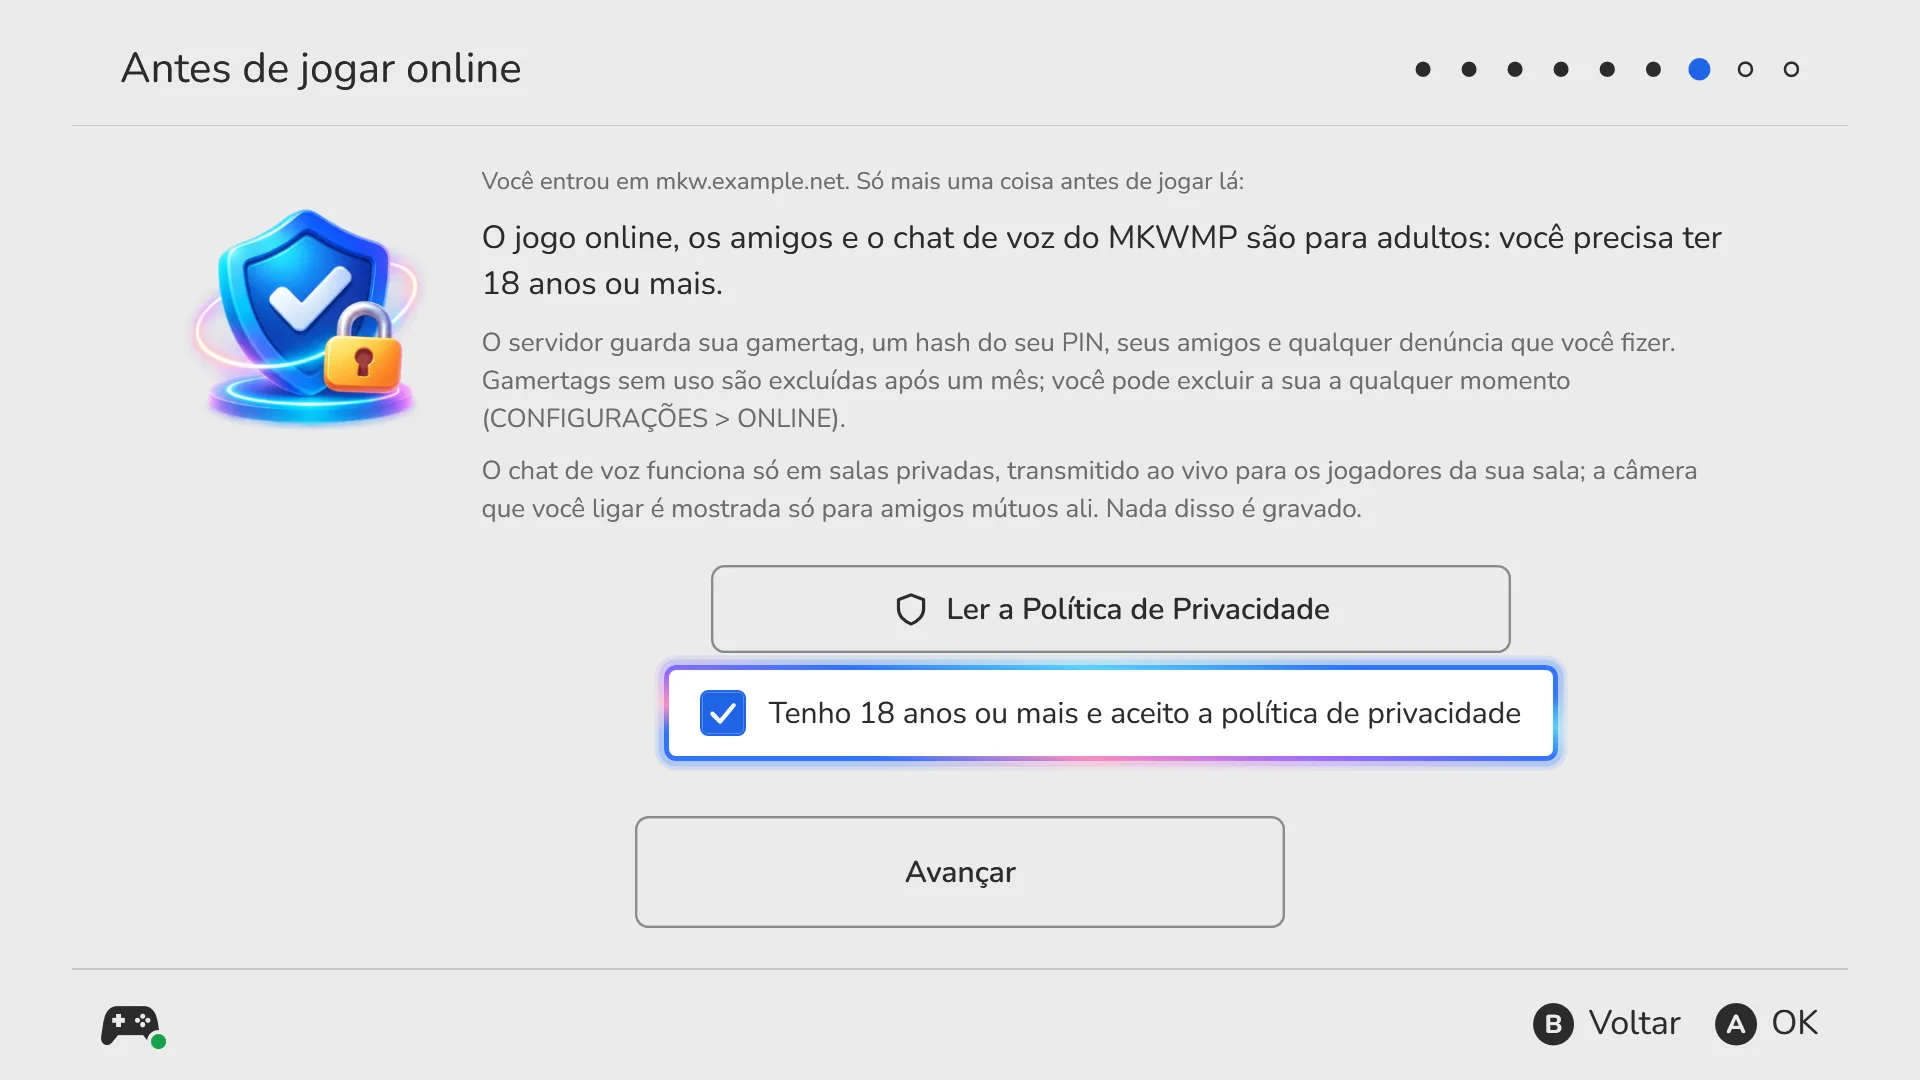 Antes de jogar online
Você entrou em mkw.example.net. Só mais uma coisa antes de jogar lá:
O jogo online, os amigos e o chat de voz do MKWMP são para adultos: você precisa ter
18 anos ou mais.
O servidor guarda sua gamertag, um hash do seu PIN, seus amigos e qualquer denúncia que você fizer.
Gamertags sem uso são excluídas após um mês; você pode excluir a sua a qualquer momento
(CONFIGURAÇÕES > ONLINE).
O chat de voz funciona só em salas privadas, transmitido ao vivo para os jogadores da sua sala; a câmera
que você ligar é mostrada só para amigos mútuos ali. Nada disso é gravado.
Ler a Política de Privacidade
Tenho 18 anos ou mais e aceito a política de privacidade
Avançar
B Voltar A OK